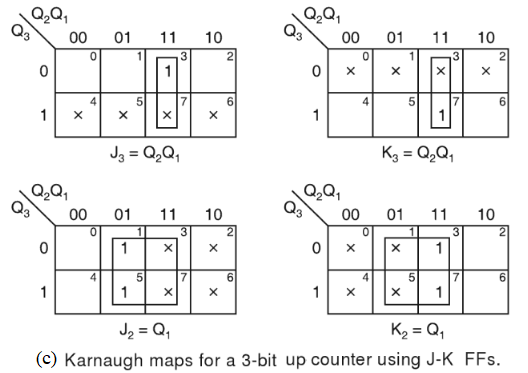 Q₂Q₁ Q₂Q₁
Q₃ 00 01 11 10 Q₃ 00 01 11 10
0 1 3 2 0 1 3 2
0 1 0 × × × ×
4 5 7 6 4 5 7 6
1 × × × × 1 1
J₃ = Q₂Q₁ K₃ = Q₂Q₁
Q₂Q₁ Q₂Q₁
Q₃ 00 01 11 10 Q₃ 00 01 11 10
0 1 3 2 0 1 3 2
0 1 × × 0 × × 1
4 5 7 6 4 5 7 6
1 1 × × 1 × × 1
J₂ = Q₁ K₂ = Q₁
(c) Karnaugh maps for a 3-bit up counter using J-K FFs.